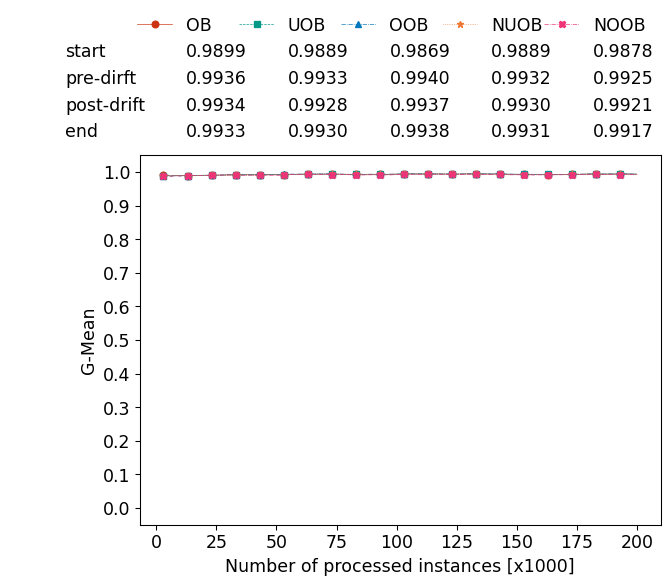 OB UOB OOB NUOB NOOB
start 0.9899 0.9889 0.9869 0.9889 0.9878
pre-dirft 0.9936 0.9933 0.9940 0.9932 0.9925
post-drift 0.9934 0.9928 0.9937 0.9930 0.9921
end 0.9933 0.9930 0.9938 0.9931 0.9917
1.0
0.9
0.8
0.7
0.6
0.5
0.4
0.3
0.2
0.1
0.0
G-Mean
0 25 50 75 100 125 150 175 200
Number of processed instances [x1000]